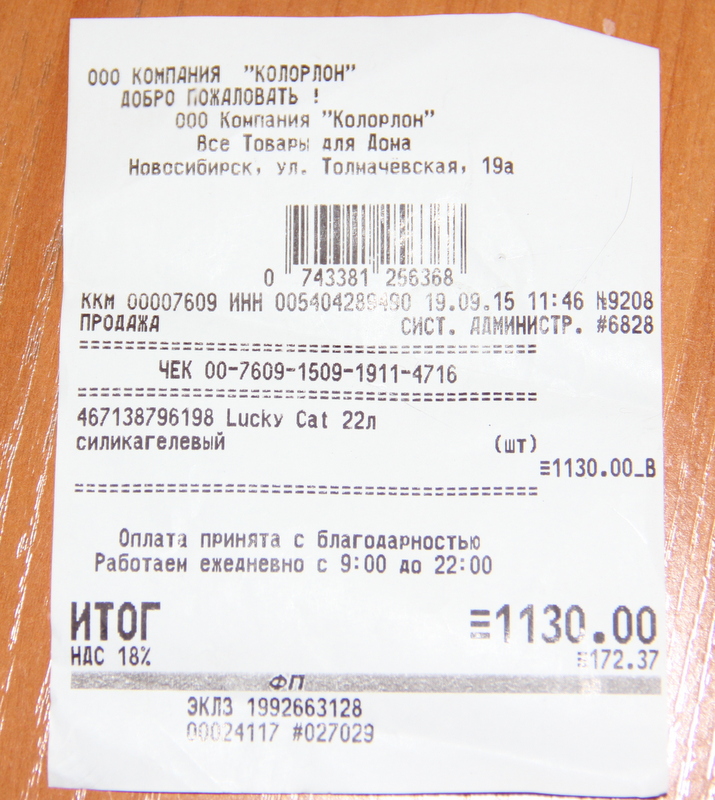 ООО КОМПАНИЯ "КОЛОРЛОН"
ДОБРО ПОЖАЛОВАТЬ !
ООО Компания "Колорлон"
Все Товары для Дома
Новосибирск, ул. Толмачёвская, 19а
0 743381 256368
ККМ 00007609 ИНН 005404289490 19.09.15 11:46 №9208
ПРОДАЖА СИСТ. АДМИНИСТР. #6828
ЧЕК 00-7609-1509-1911-4716
467138796198 Lucky Cat 22л
силикагелевый (шт)
≡1130.00_В
Оплата принята с благодарностью
Работаем ежедневно с 9:00 до 22:00
ИТОГ ≡1130.00
НДС 18% ≡172.37
ФП
ЭКЛЗ 1992663128
00024117 #027029